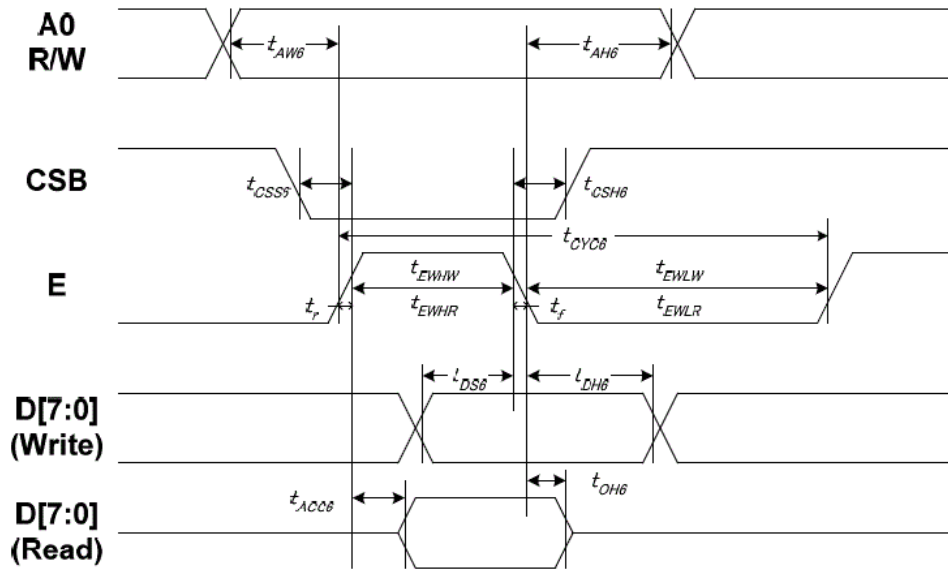 A0
R/W
tAW6
tAH6
CSB
tCSS6
tCSH6
tCYC6
E
tEWHW
tEWLW
tr
tEWHR
tf
tEWLR
tDS6
tDH6
D[7:0]
(Write)
tOH6
tACC6
D[7:0]
(Read)